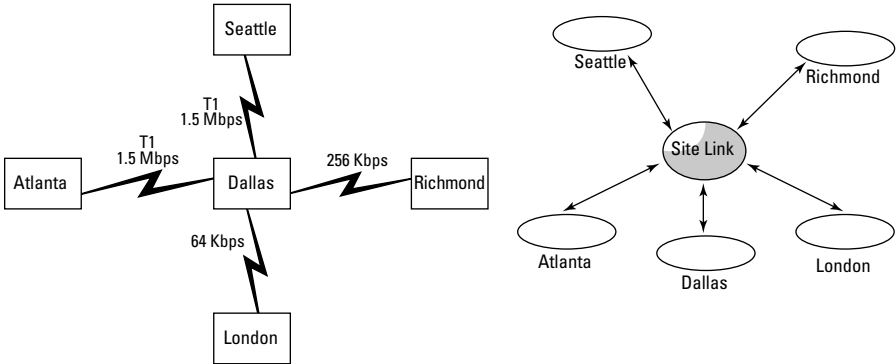 Seattle
T1
1.5 Mbps
T1
1.5 Mbps
256 Kbps
Atlanta
Dallas
Richmond
64 Kbps
London
Seattle
Richmond
Site Link
Atlanta
Dallas
London